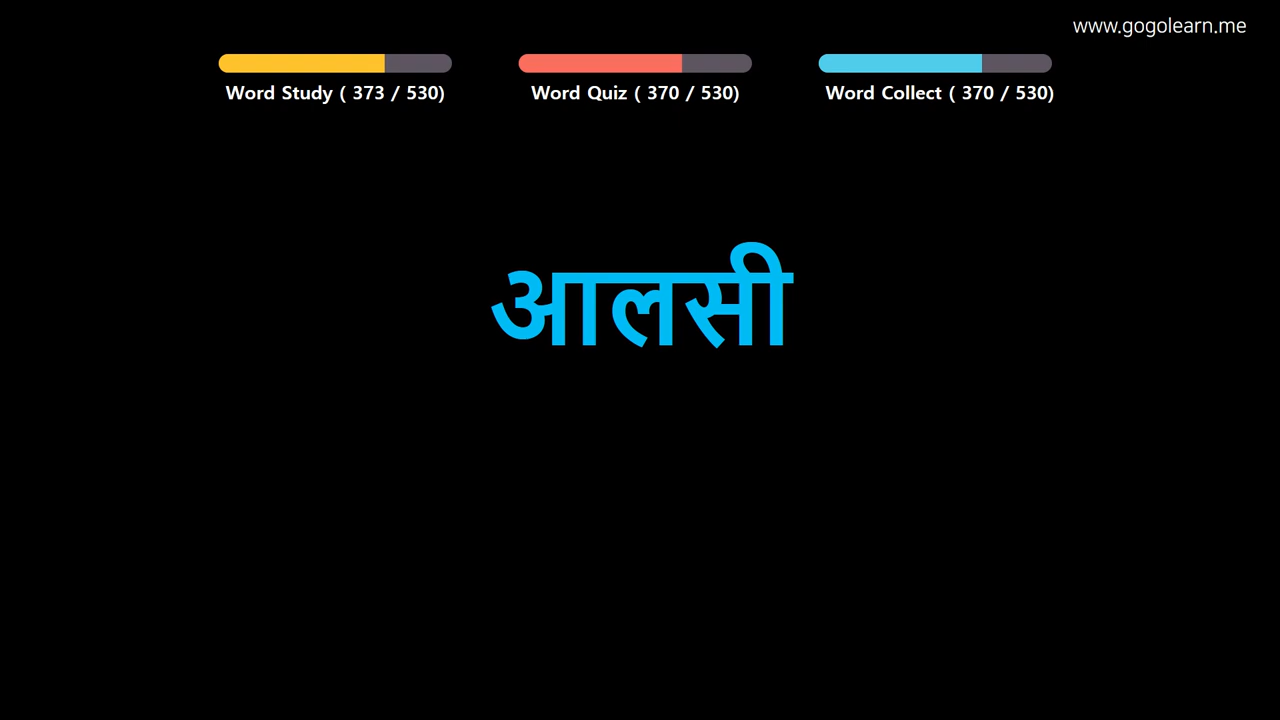 www.gogolearn.me
Word Study ( 373 / 530)
Word Quiz ( 370 / 530)
Word Collect ( 370 / 530)
आलसी